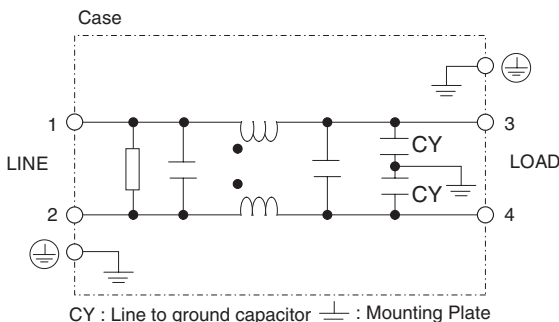 Case
1
3
CY
LINE
LOAD
CY
2
4
CY : Line to ground capacitor : Mounting Plate